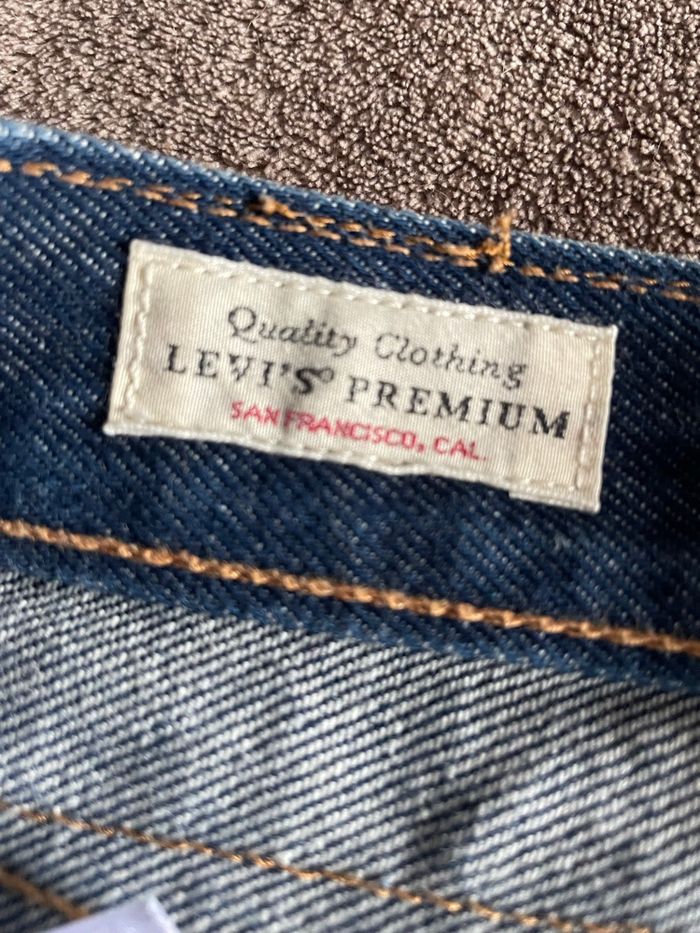 Quality Clothing
LEVI'S® PREMIUM
SAN FRANCISCO, CAL.